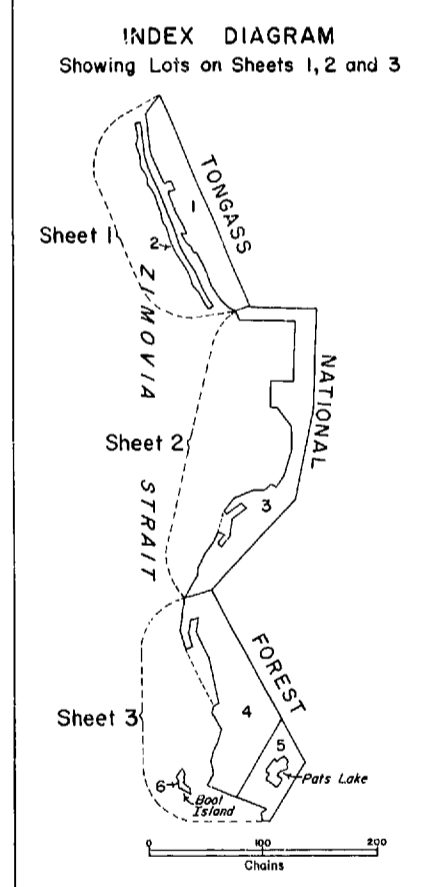 INDEX DIAGRAM
Showing Lots on Sheets 1, 2 and 3
TONGASS
1
Sheet 1
2
ZIMOVIA
NATIONAL
Sheet 2
STRAIT
3
FOREST
4
Sheet 3
5
Pats Lake
6
Boot
Island
0 100 200
Chains